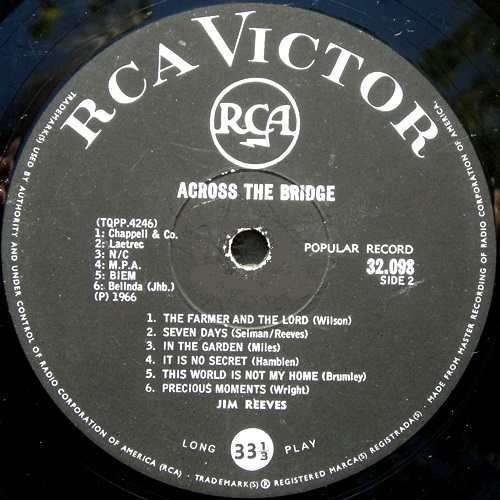 RCA VICTOR
RCA
ACROSS THE BRIDGE
(TQPP.4246)
1: Chappell & Co.
2: Laetrec
3: N/C
4: M.P.A.
5: BIEM
6: Belinda (Jhb.)
(P) 1966
POPULAR RECORD
32.098
SIDE 2
1. THE FARMER AND THE LORD (Wilson)
2. SEVEN DAYS (Selman/Reeves)
3. IN THE GARDEN (Miles)
4. IT IS NO SECRET (Hamblen)
5. THIS WORLD IS NOT MY HOME (Brumley)
6. PRECIOUS MOMENTS (Wright)
JIM REEVES
LONG 33 1/3 PLAY
TRADEMARK(S) USED BY AUTHORITY AND UNDER CONTROL OF RADIO CORPORATION OF AMERICA (RCA) • TRADEMARK(S) ® REGISTERED MARCA(S) REGISTRADA(S) • MADE FROM MASTER RECORDING OF RADIO CORPORATION OF AMERICA.